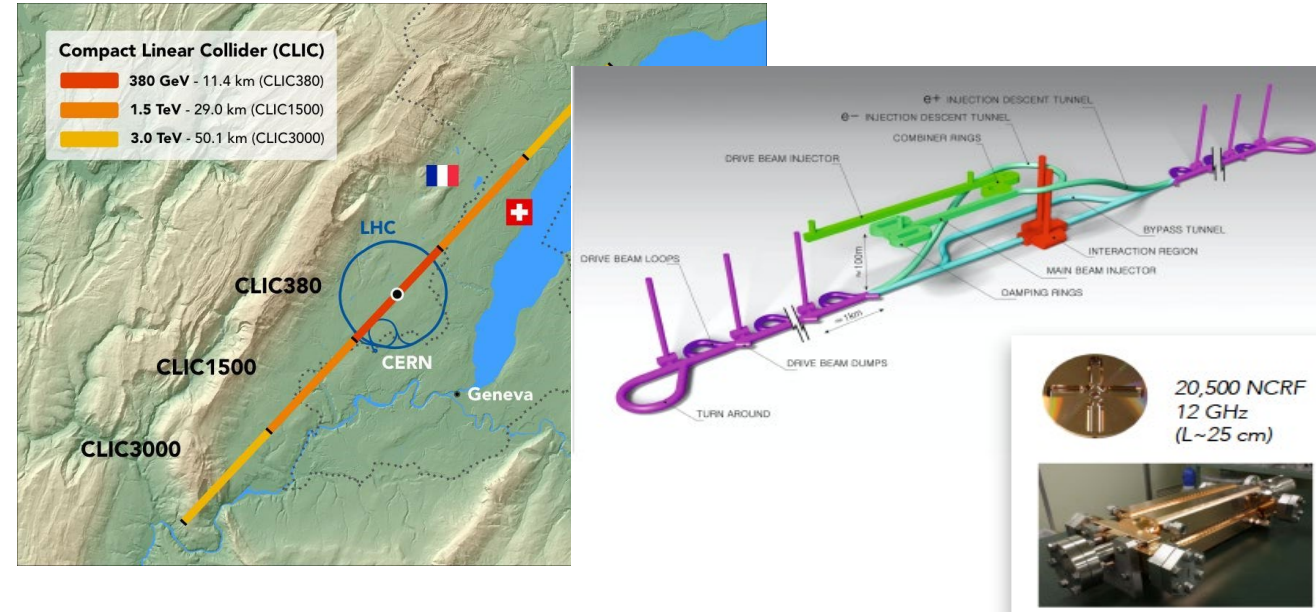 Compact Linear Collider (CLIC)
380 GeV - 11.4 km (CLIC380)
1.5 TeV - 29.0 km (CLIC1500)
3.0 TeV - 50.1 km (CLIC3000)
LHC
CLIC380
CERN
CLIC1500
Geneva
CLIC3000
e+ INJECTION DESCENT TUNNEL
e- INJECTION DESCENT TUNNEL
COMBINER RINGS
DRIVE BEAM INJECTOR
BYPASS TUNNEL
INTERACTION REGION
MAIN BEAM INJECTOR
DAMPING RINGS
≈100m
DRIVE BEAM LOOPS
≈1km
DRIVE BEAM DUMPS
TURN AROUND
20,500 NCRF
12 GHz
(L~25 cm)